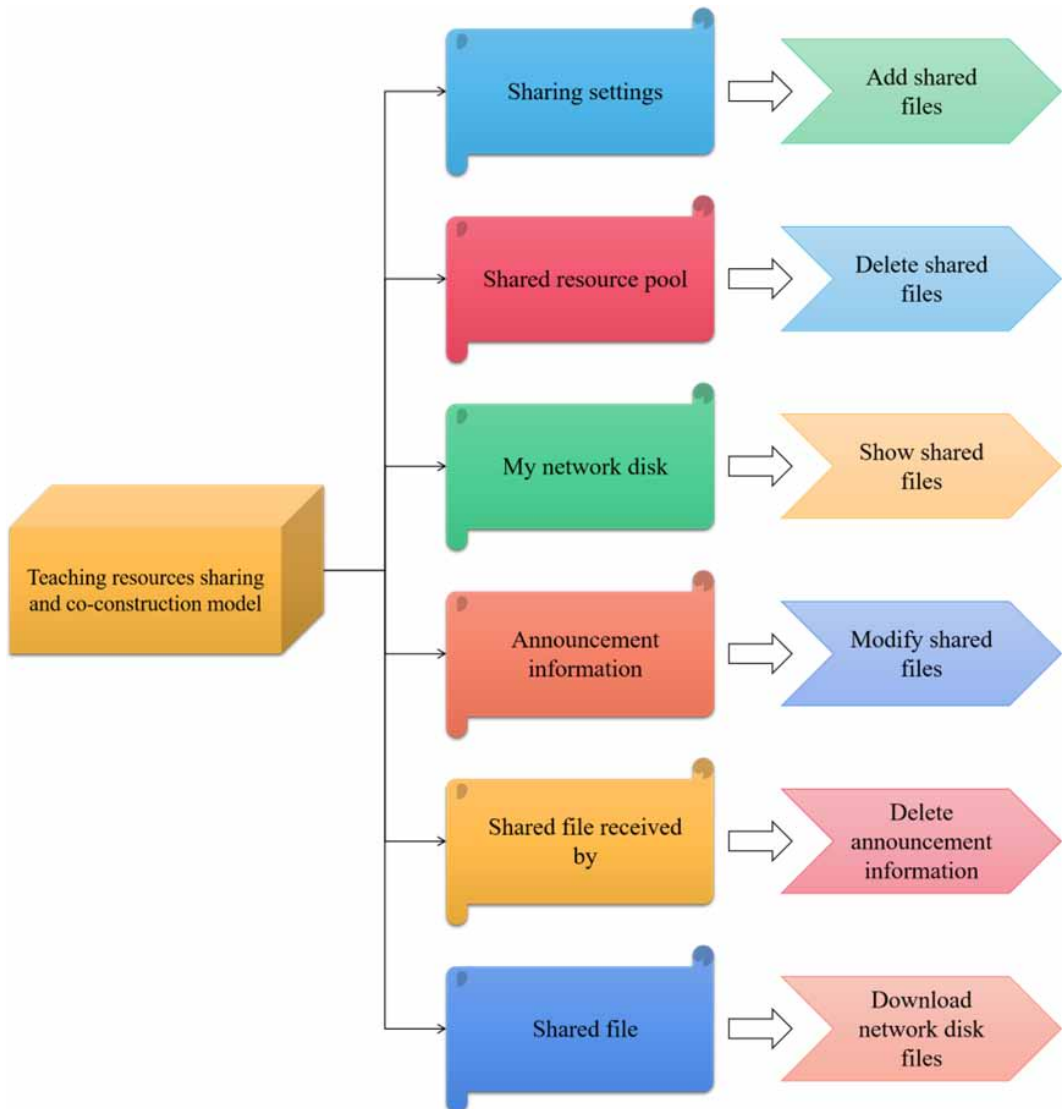 Sharing settings
Add shared
files
Shared resource pool
Delete shared
files
My network disk
Show shared
files
Teaching resources sharing
and co-construction model
Announcement
information
Modify shared
files
Shared file received
by
Delete
announcement
information
Shared file
Download
network disk
files